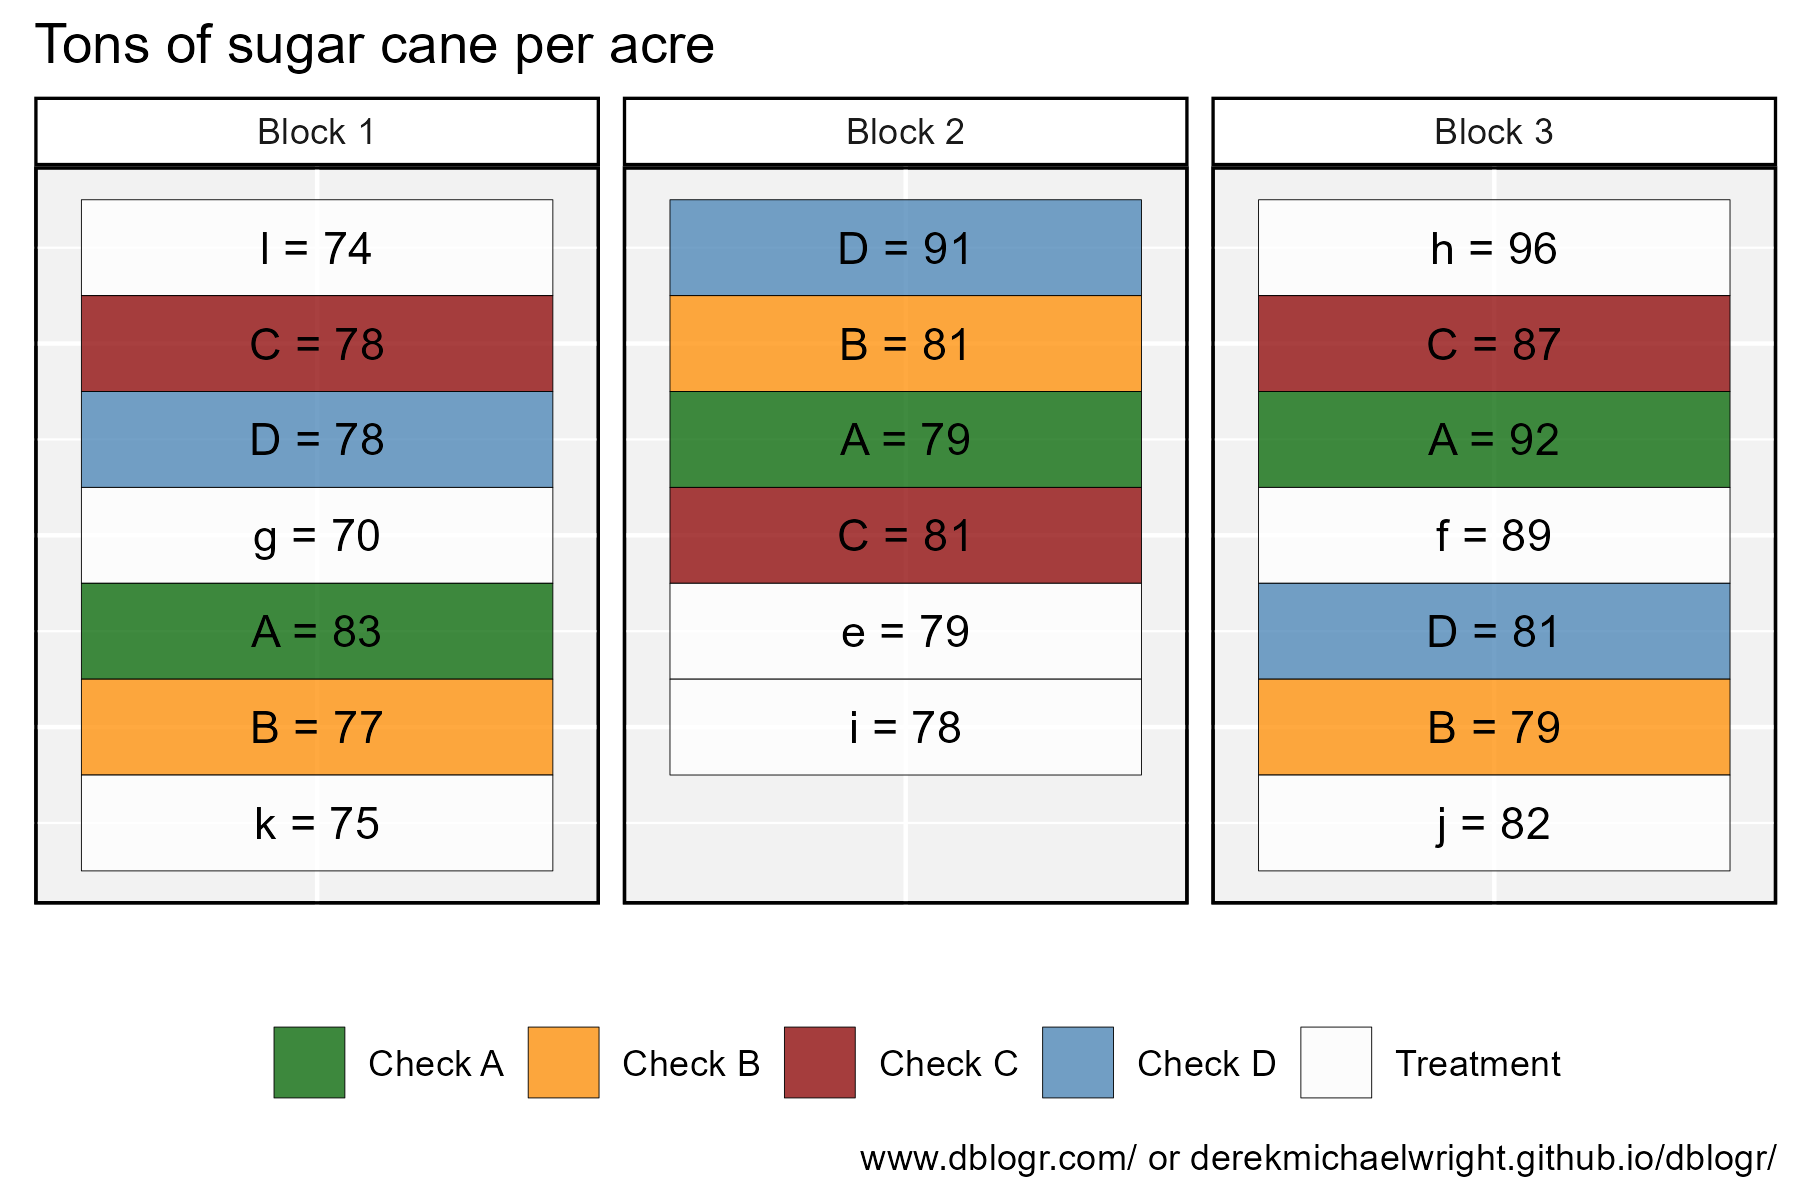 Tons of sugar cane per acre
Block 1
l = 74
C = 78
D = 78
g = 70
A = 83
B = 77
k = 75
Block 2
D = 91
B = 81
A = 79
C = 81
e = 79
i = 78
Block 3
h = 96
C = 87
A = 92
f = 89
D = 81
B = 79
j = 82
Check A
Check B
Check C
Check D
Treatment
www.dblogr.com/ or derekmichaelwright.github.io/dblogr/